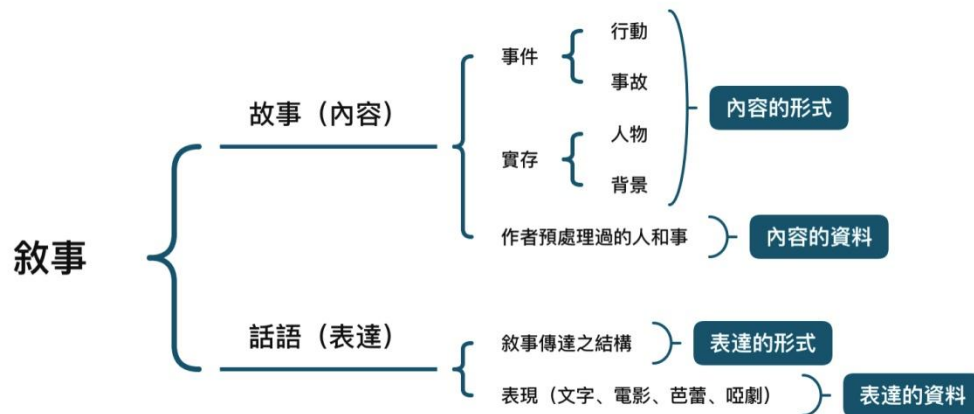 敘事
故事（內容）
事件
行動
事故
實存
人物
背景
內容的形式
作者預處理過的人和事
內容的資料
話語（表達）
敘事傳達之結構
表達的形式
表現（文字、電影、芭蕾、啞劇）
表達的資料